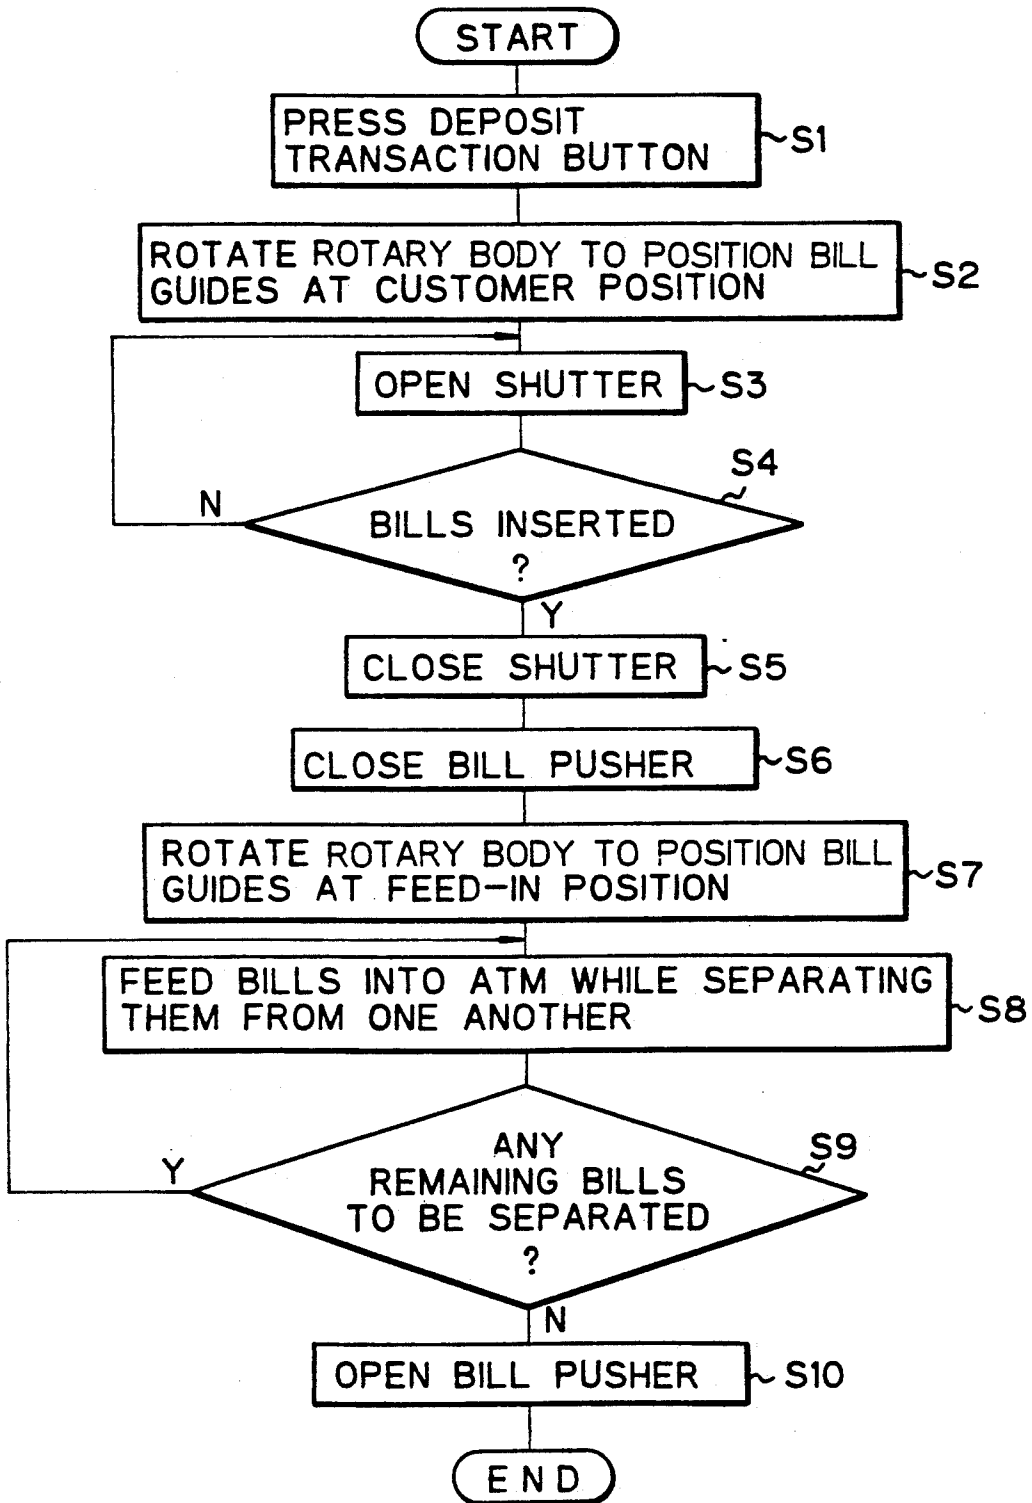 START
PRESS DEPOSIT
TRANSACTION BUTTON
S1
ROTATE ROTARY BODY TO POSITION BILL
GUIDES AT CUSTOMER POSITION
S2
OPEN SHUTTER
S3
S4
N
BILLS INSERTED
?
Y
CLOSE SHUTTER
S5
CLOSE BILL PUSHER
S6
ROTATE ROTARY BODY TO POSITION BILL
GUIDES AT FEED-IN POSITION
S7
FEED BILLS INTO ATM WHILE SEPARATING
THEM FROM ONE ANOTHER
S8
S9
Y
ANY
REMAINING BILLS
TO BE SEPARATED
?
N
OPEN BILL PUSHER
S10
END